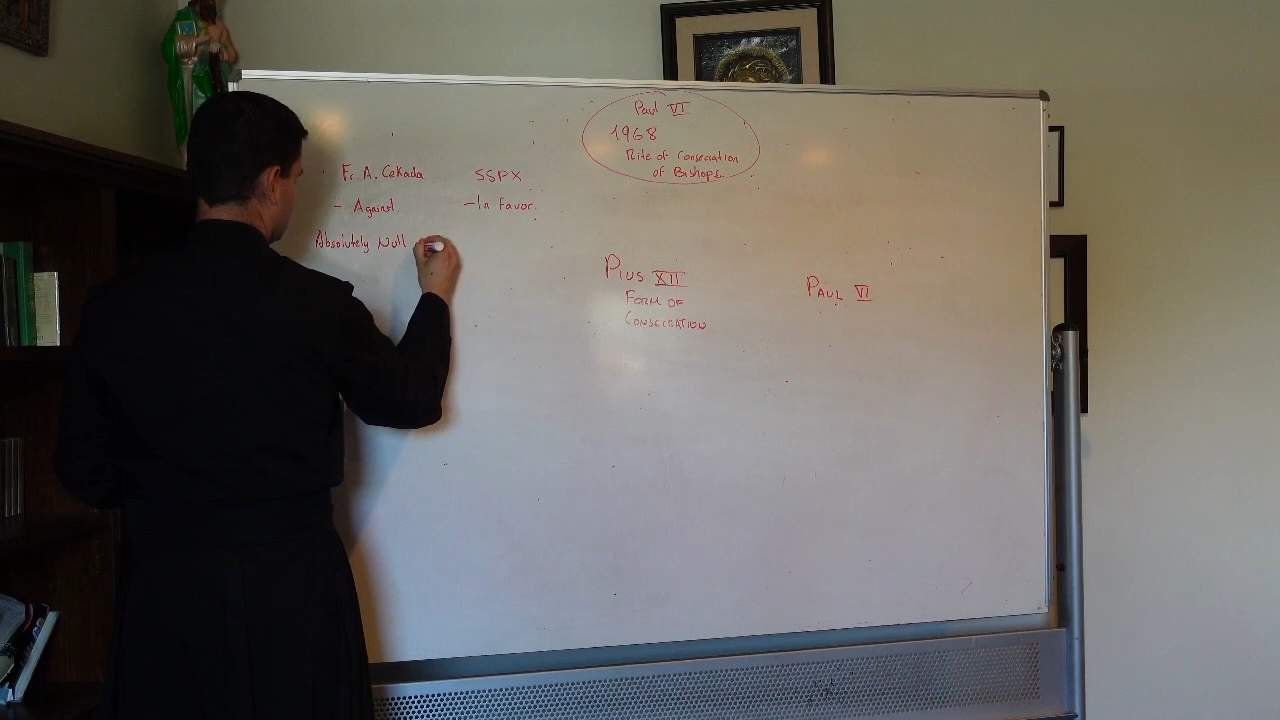 Paul VI
1968
Rite of Consecration
of Bishops
Fr. A. Cekada
- Against
Absolutely Null
SSPX
- In Favor.
Pius XII
FORM OF
CONSECRATION
PAUL VI